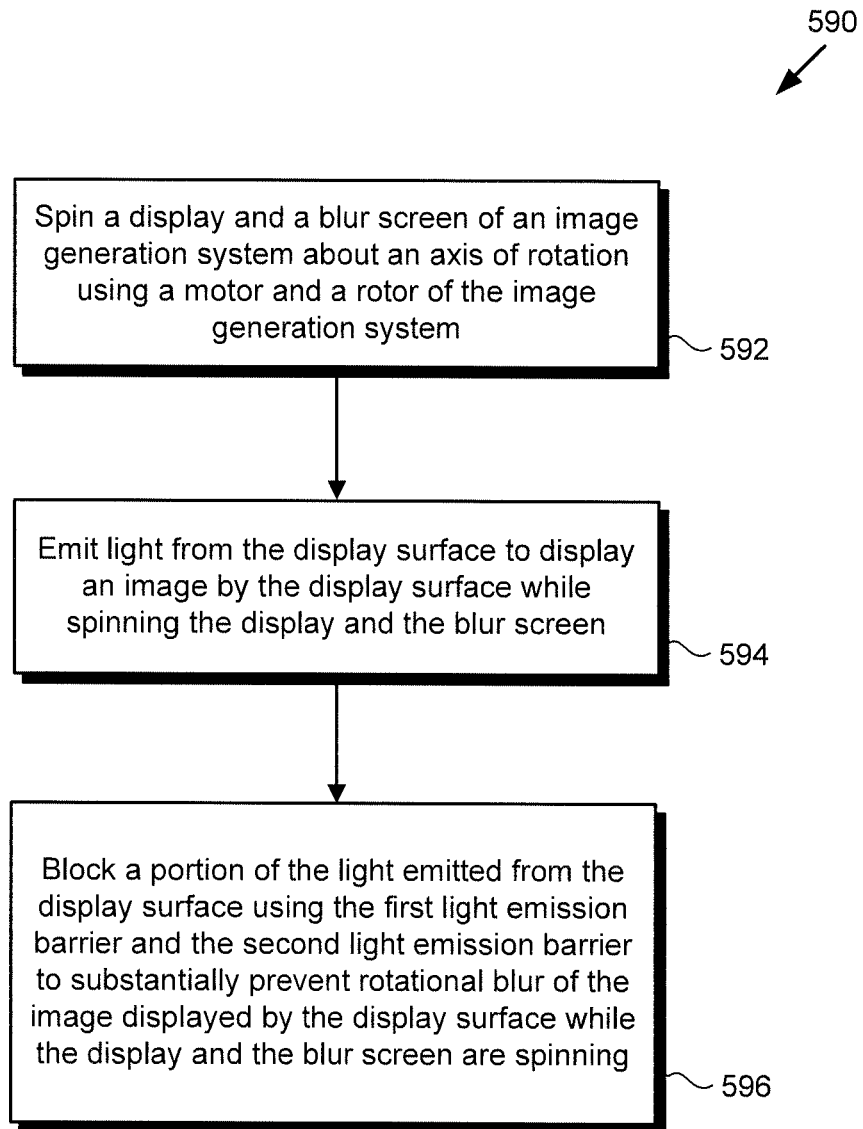 590
Spin a display and a blur screen of an image
generation system about an axis of rotation
using a motor and a rotor of the image
generation system
592
Emit light from the display surface to display
an image by the display surface while
spinning the display and the blur screen
594
Block a portion of the light emitted from the
display surface using the first light emission
barrier and the second light emission barrier
to substantially prevent rotational blur of the
image displayed by the display surface while
the display and the blur screen are spinning
596